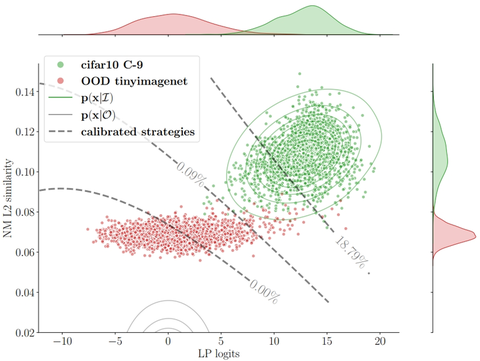 cifar10 C-9
OOD tinyimagenet
p(x|I)
p(x|O)
calibrated strategies
0.14
0.12
0.10
0.08
0.06
0.04
0.02
NM L2 similarity
0.09%
18.79%
0.00%
−10
−5
0
5
10
15
20
LP logits